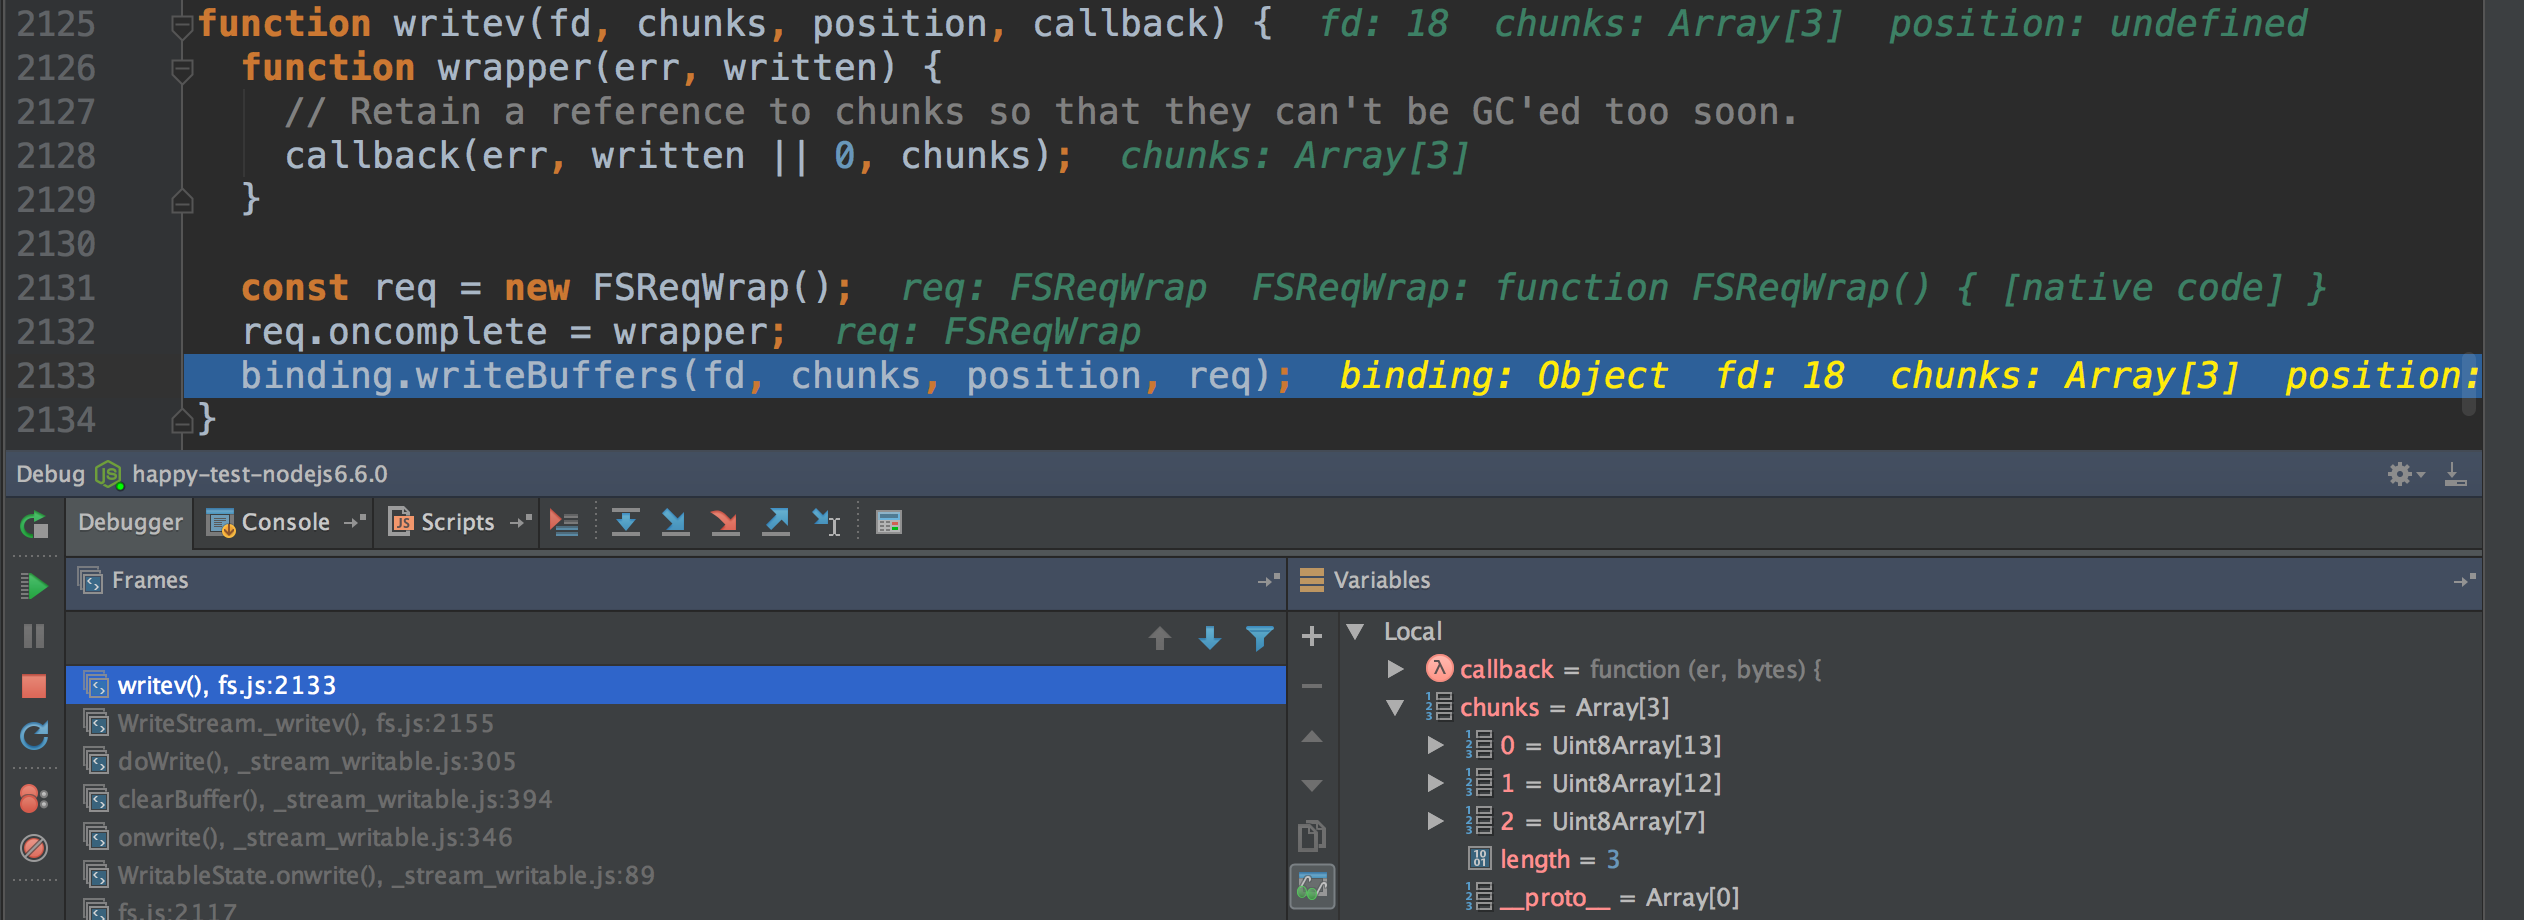 2125 function writev(fd, chunks, position, callback) { fd: 18 chunks: Array[3] position: undefined
2126 function wrapper(err, written) {
2127 // Retain a reference to chunks so that they can't be GC'ed too soon.
2128 callback(err, written || 0, chunks); chunks: Array[3]
2129 }
2130
2131 const req = new FSReqWrap(); req: FSReqWrap FSReqWrap: function FSReqWrap() { [native code] }
2132 req.oncomplete = wrapper; req: FSReqWrap
2133 binding.writeBuffers(fd, chunks, position, req); binding: Object fd: 18 chunks: Array[3] position:
2134 }
Debug JS happy-test-nodejs6.6.0
Debugger Console JS Scripts
Frames
writev(), fs.js:2133
WriteStream._writev(), fs.js:2155
doWrite(), _stream_writable.js:305
clearBuffer(), _stream_writable.js:394
onwrite(), _stream_writable.js:346
WritableState.onwrite(), _stream_writable.js:89
fs.js:2117
Variables
Local
λ callback = function (er, bytes) {
chunks = Array[3]
0 = Uint8Array[13]
1 = Uint8Array[12]
2 = Uint8Array[7]
length = 3
__proto__ = Array[0]